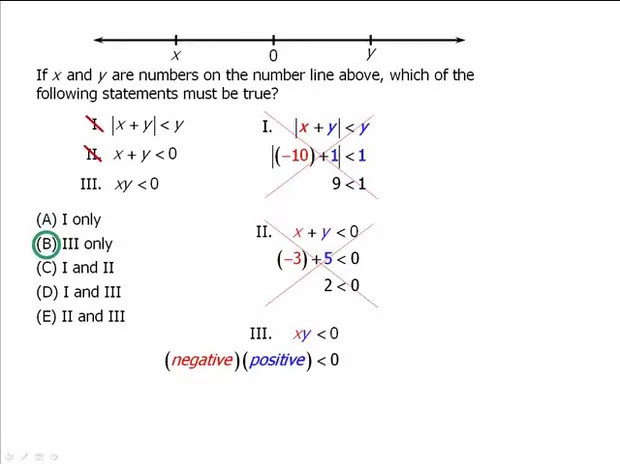 x 0 y
If x and y are numbers on the number line above, which of the
following statements must be true?
I. |x + y| < y
II. x + y < 0
III. xy < 0
(A) I only
(B) III only
(C) I and II
(D) I and III
(E) II and III
I. |x + y| < y
|(−10) + 1| < 1
9 < 1
II. x + y < 0
(−3) + 5 < 0
2 < 0
III. xy < 0
(negative)(positive) < 0